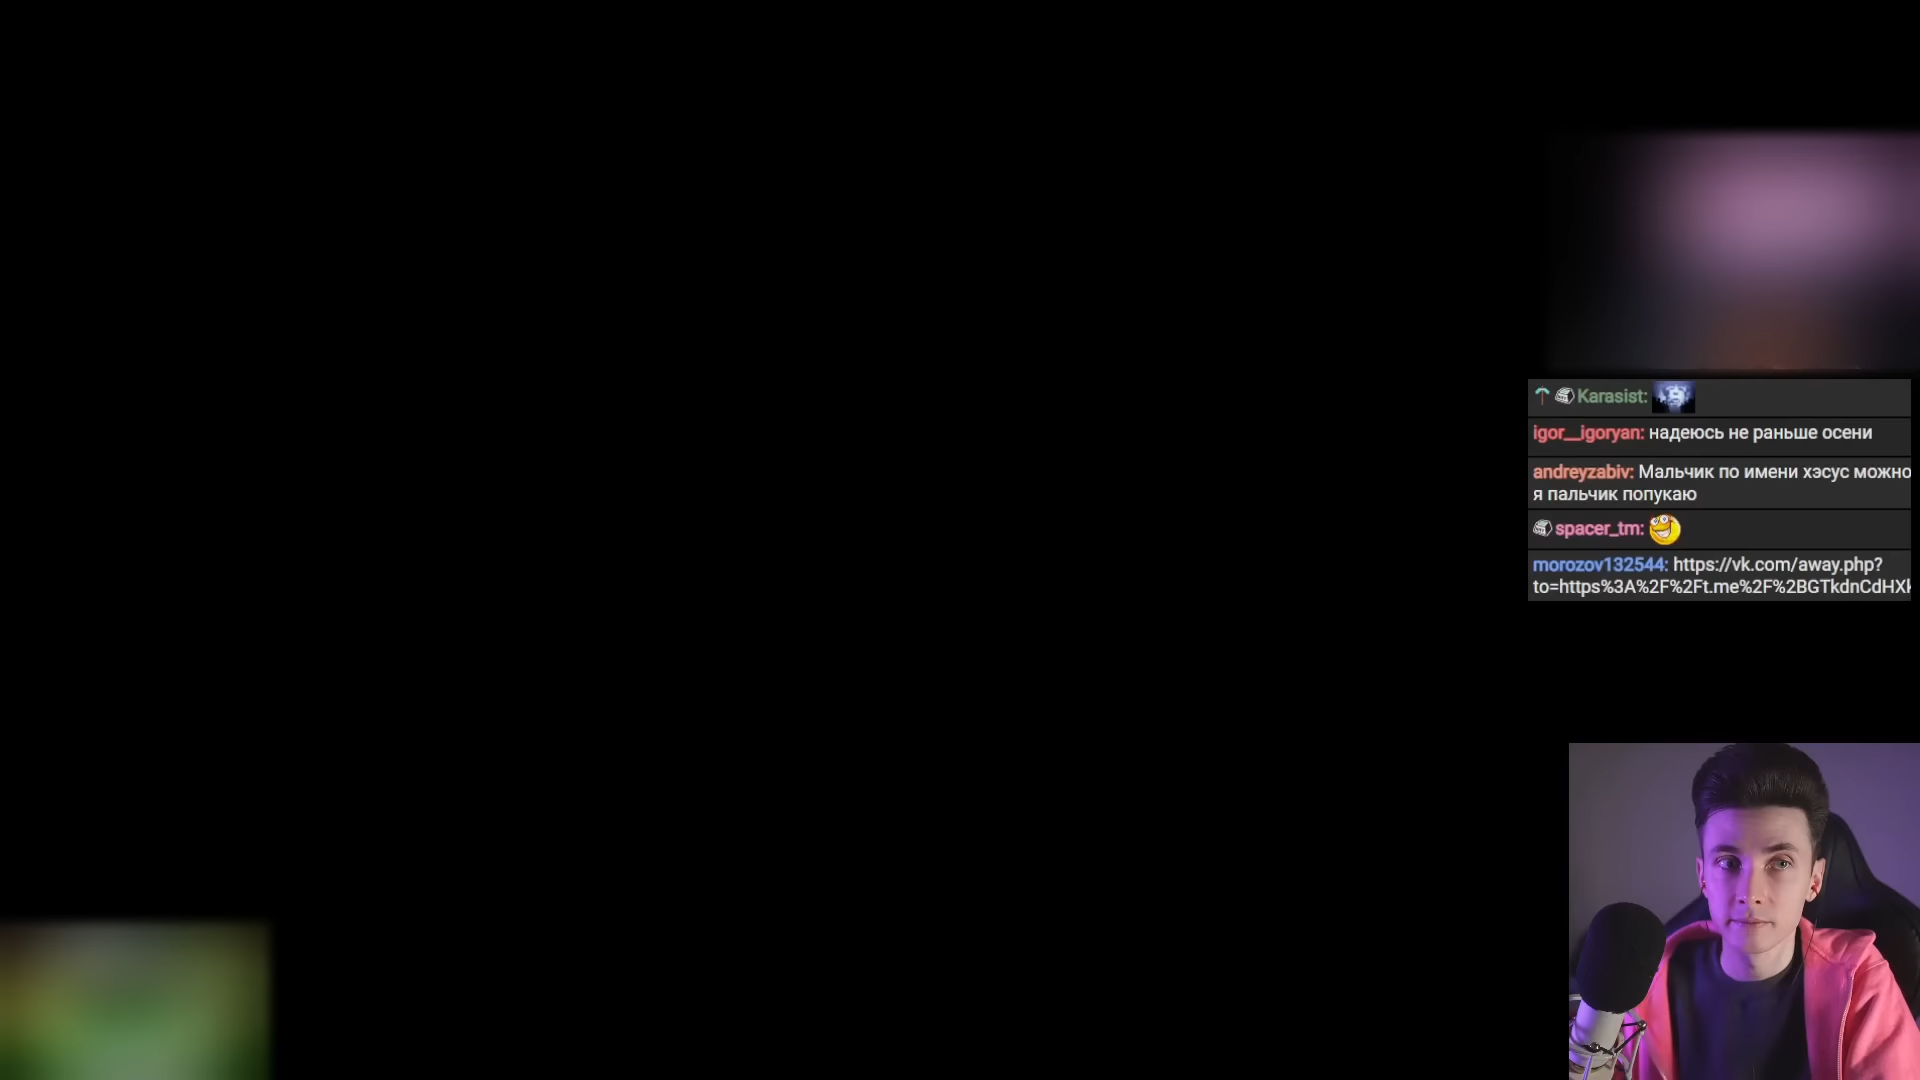 Karasist:
igor__igoryan: надеюсь не раньше осени
andreyzabiv: Мальчик по имени хэсус можно
я пальчик попукаю
spacer_tm:
morozov132544: https://vk.com/away.php?
to=https%3A%2F%2Ft.me%2F%2BGTkdnCdHXk